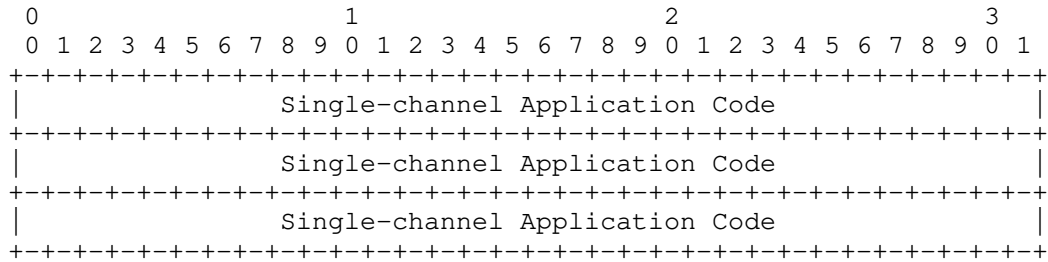 0                   1                   2                   3
 0 1 2 3 4 5 6 7 8 9 0 1 2 3 4 5 6 7 8 9 0 1 2 3 4 5 6 7 8 9 0 1
+-+-+-+-+-+-+-+-+-+-+-+-+-+-+-+-+-+-+-+-+-+-+-+-+-+-+-+-+-+-+-+-+
|                Single-channel Application Code                |
+-+-+-+-+-+-+-+-+-+-+-+-+-+-+-+-+-+-+-+-+-+-+-+-+-+-+-+-+-+-+-+-+
|                Single-channel Application Code                |
+-+-+-+-+-+-+-+-+-+-+-+-+-+-+-+-+-+-+-+-+-+-+-+-+-+-+-+-+-+-+-+-+
|                Single-channel Application Code                |
+-+-+-+-+-+-+-+-+-+-+-+-+-+-+-+-+-+-+-+-+-+-+-+-+-+-+-+-+-+-+-+-+